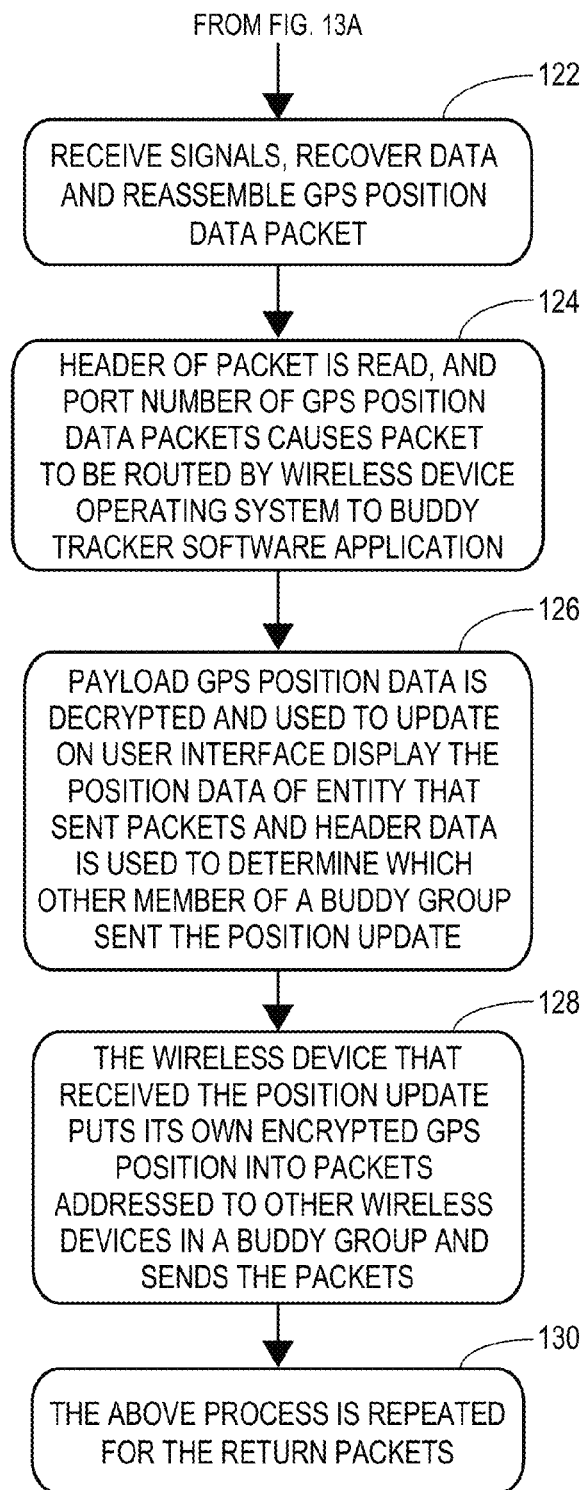 FROM FIG. 13A
122
RECEIVE SIGNALS, RECOVER DATA
AND REASSEMBLE GPS POSITION
DATA PACKET
124
HEADER OF PACKET IS READ, AND
PORT NUMBER OF GPS POSITION
DATA PACKETS CAUSES PACKET
TO BE ROUTED BY WIRELESS DEVICE
OPERATING SYSTEM TO BUDDY
TRACKER SOFTWARE APPLICATION
126
PAYLOAD GPS POSITION DATA IS
DECRYPTED AND USED TO UPDATE
ON USER INTERFACE DISPLAY THE
POSITION DATA OF ENTITY THAT
SENT PACKETS AND HEADER DATA
IS USED TO DETERMINE WHICH
OTHER MEMBER OF A BUDDY GROUP
SENT THE POSITION UPDATE
128
THE WIRELESS DEVICE THAT
RECEIVED THE POSITION UPDATE
PUTS ITS OWN ENCRYPTED GPS
POSITION INTO PACKETS
ADDRESSED TO OTHER WIRELESS
DEVICES IN A BUDDY GROUP AND
SENDS THE PACKETS
130
THE ABOVE PROCESS IS REPEATED
FOR THE RETURN PACKETS